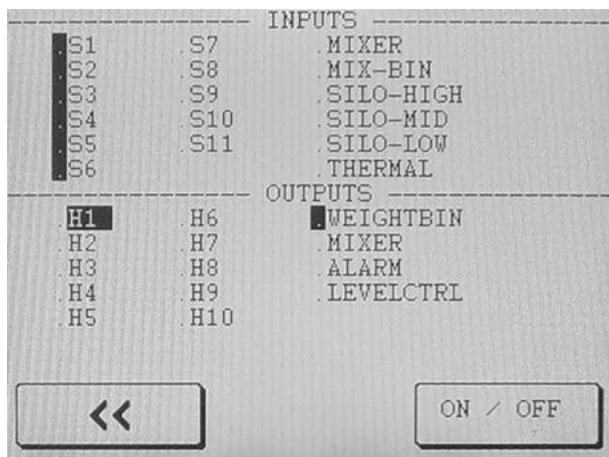 INPUTS
.S1 .S7 .MIXER
.S2 .S8 .MIX-BIN
.S3 .S9 .SILO-HIGH
.S4 .S10 .SILO-MID
.S5 .S11 .SILO-LOW
.S6 .THERMAL
OUTPUTS
.H1 .H6 .WEIGHTBIN
.H2 .H7 .MIXER
.H3 .H8 .ALARM
.H4 .H9 .LEVELCTRL
.H5 .H10
<< ON / OFF